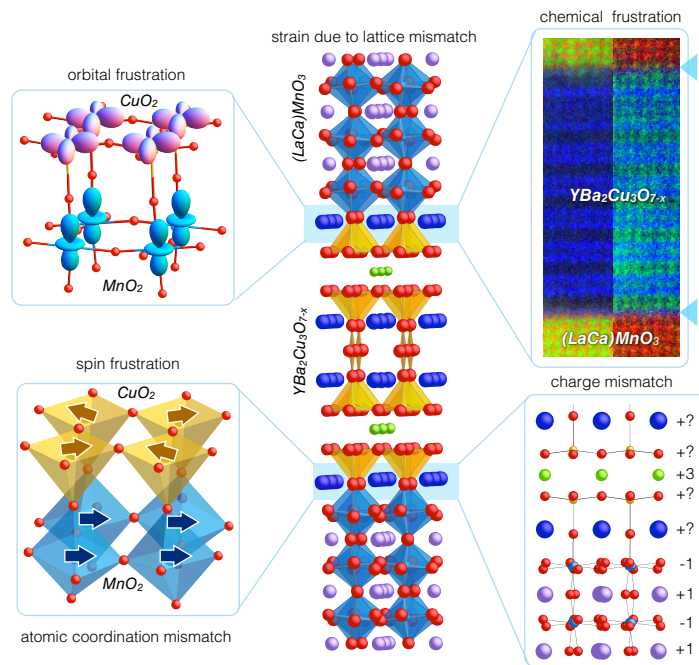 strain due to lattice mismatch
(LaCa)MnO3
YBa2Cu3O7-x
orbital frustration
CuO2
MnO2
chemical frustration
YBa2Cu3O7-x
(LaCa)MnO3
spin frustration
CuO2
MnO2
atomic coordination mismatch
charge mismatch
+?
+?
+3
+?
+?
-1
+1
-1
+1